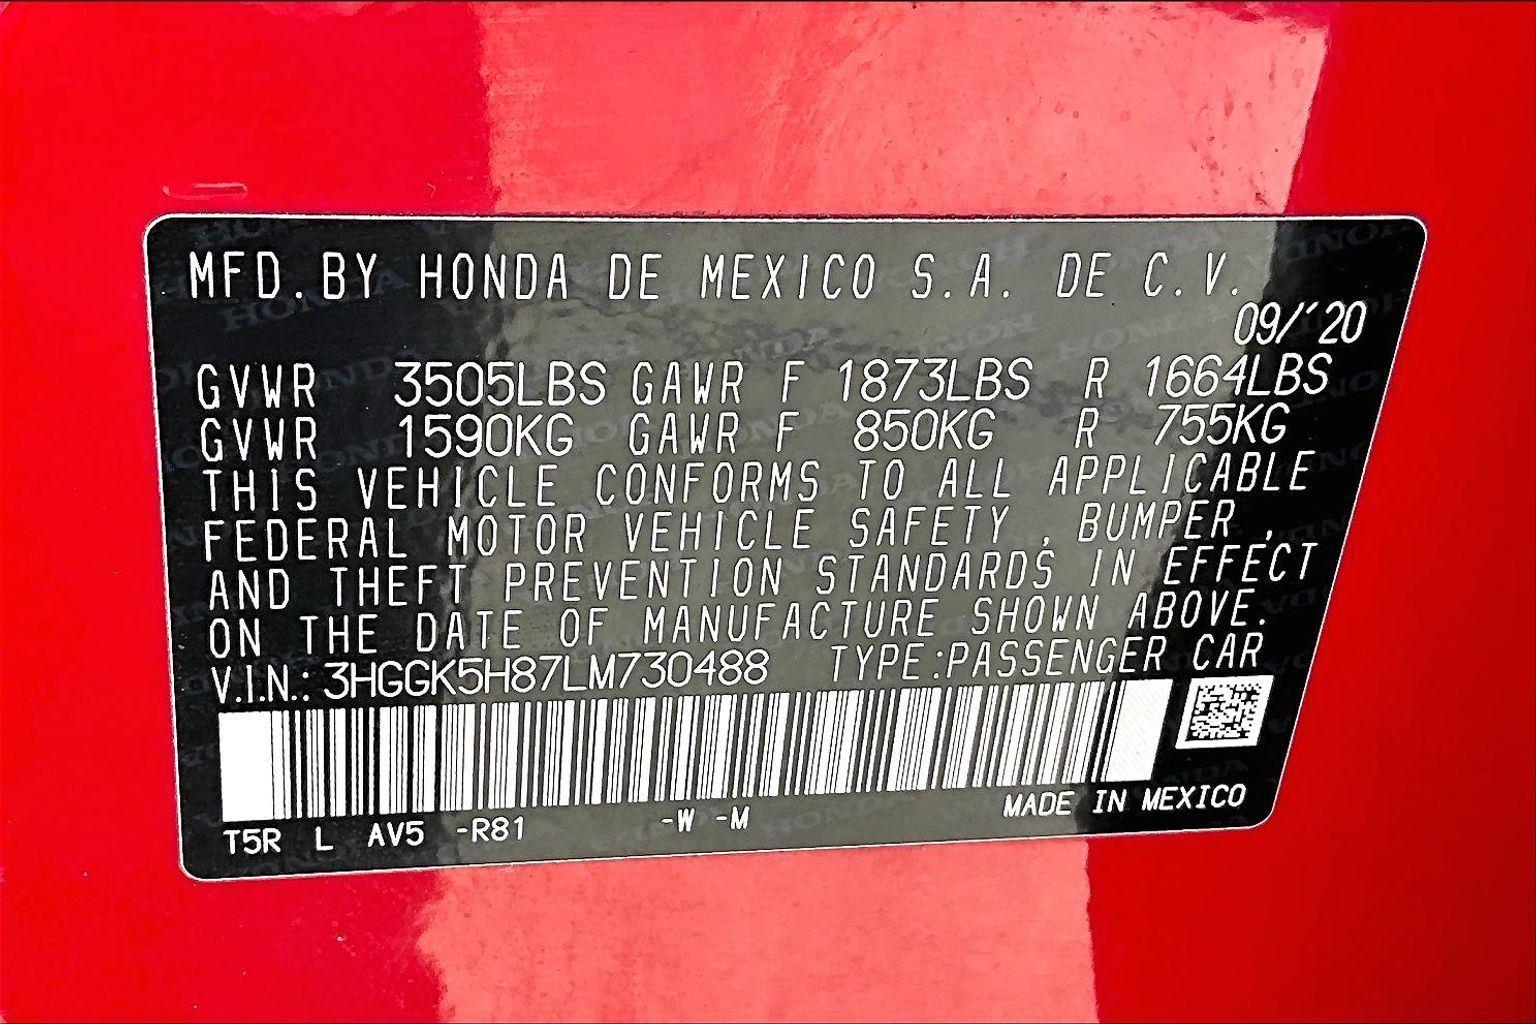 MFD.BY HONDA DE MEXICO S.A. DE C.V.
09/'20
GVWR 3505LBS GAWR F 1873LBS R 1664LBS
GVWR 1590KG GAWR F 850KG R 755KG
THIS VEHICLE CONFORMS TO ALL APPLICABLE
FEDERAL MOTOR VEHICLE SAFETY , BUMPER ,
AND THEFT PREVENTION STANDARDS IN EFFECT
ON THE DATE OF MANUFACTURE SHOWN ABOVE.
V.I.N.: 3HGGK5H87LM730488 TYPE:PASSENGER CAR
T5R L AV5 -R81 -W -M MADE IN MEXICO